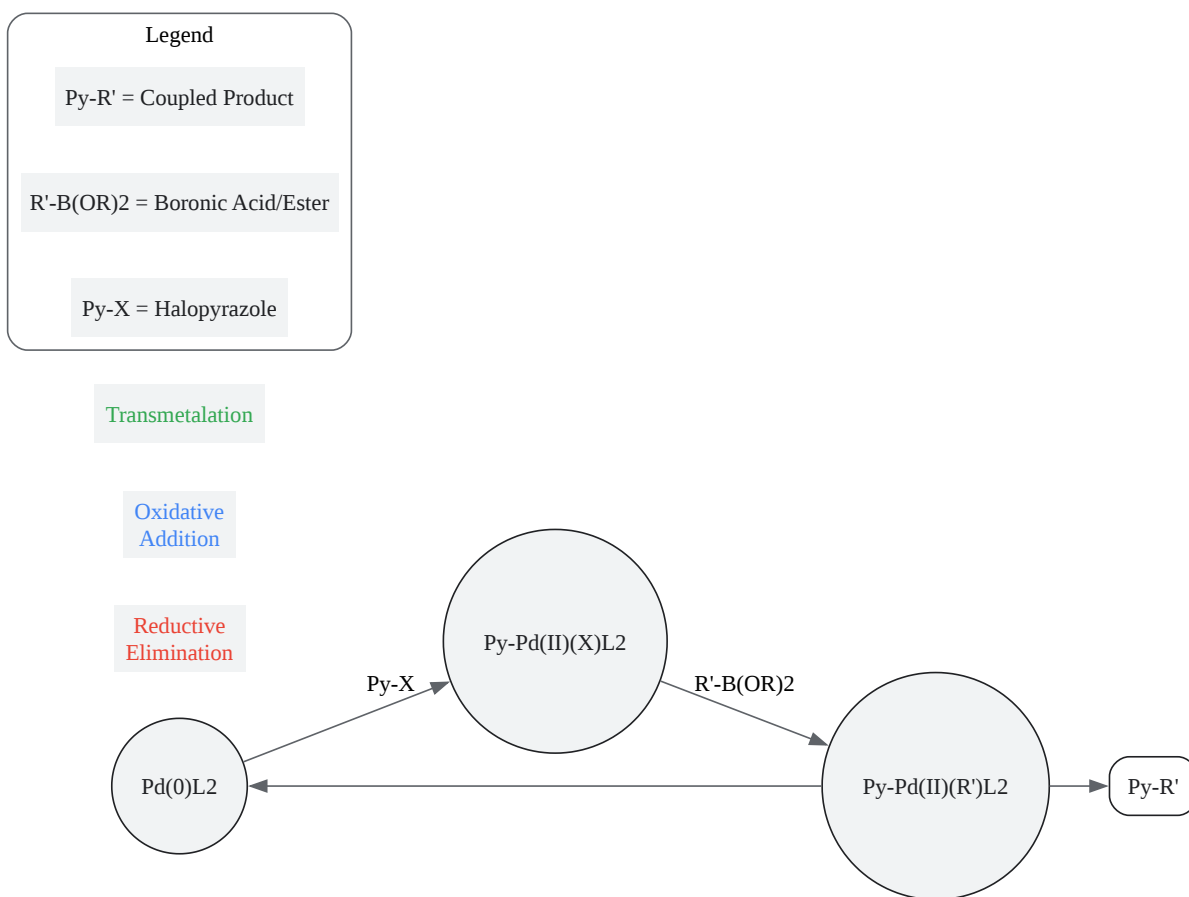 Legend
Py-R' = Coupled Product
R'-B(OR)2 = Boronic Acid/Ester
Py-X = Halopyrazole
Transmetalation
Oxidative
Addition
Reductive
Elimination
Py-Pd(II)(X)L2
Py-X
R'-B(OR)2
Pd(0)L2
Py-Pd(II)(R')L2
Py-R'